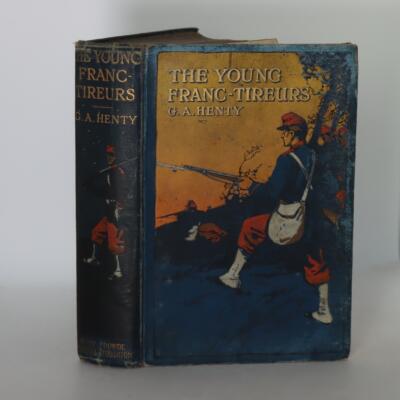 THE YOUNG
FRANC-
TIREURS
G. A. HENTY
THE YOUNG
FRANC-TIREURS
G. A. HENTY